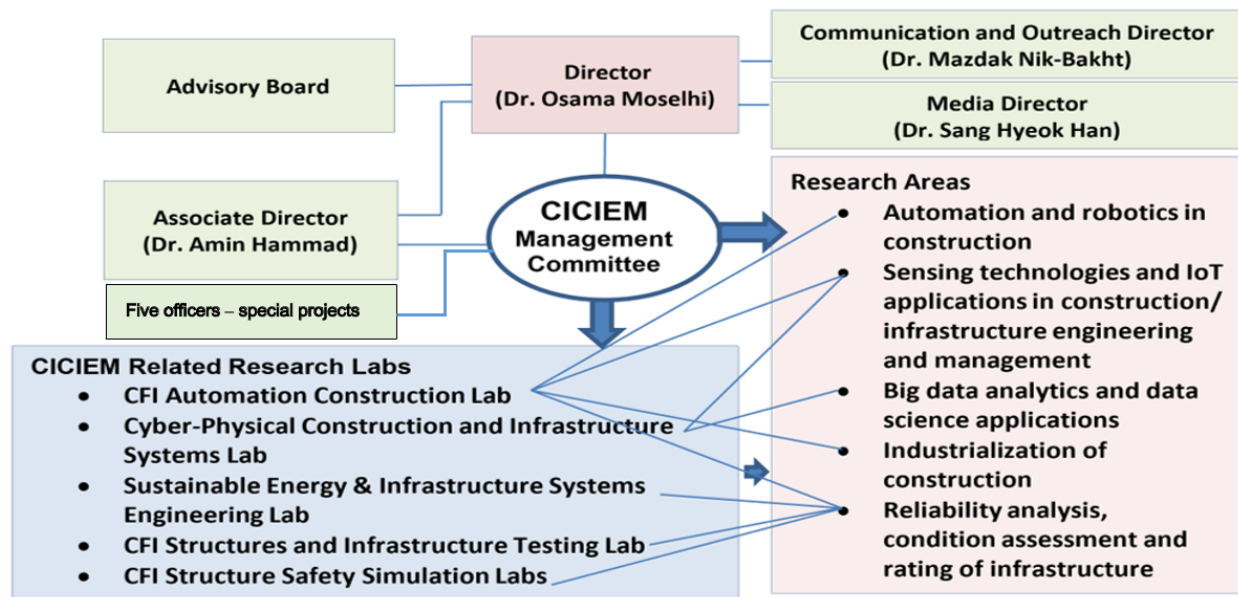 Advisory Board
Director
(Dr. Osama Moselhi)
Communication and Outreach Director
(Dr. Mazdak Nik-Bakht)
Media Director
(Dr. Sang Hyeok Han)
Associate Director
(Dr. Amin Hammad)
Five officers – special projects
CICIEM
Management
Committee
CICIEM Related Research Labs
• CFI Automation Construction Lab
• Cyber-Physical Construction and Infrastructure
Systems Lab
• Sustainable Energy & Infrastructure Systems
Engineering Lab
• CFI Structures and Infrastructure Testing Lab
• CFI Structure Safety Simulation Labs
Research Areas
• Automation and robotics in
construction
• Sensing technologies and IoT
applications in construction/
infrastructure engineering
and management
• Big data analytics and data
science applications
• Industrialization of
construction
• Reliability analysis,
condition assessment and
rating of infrastructure